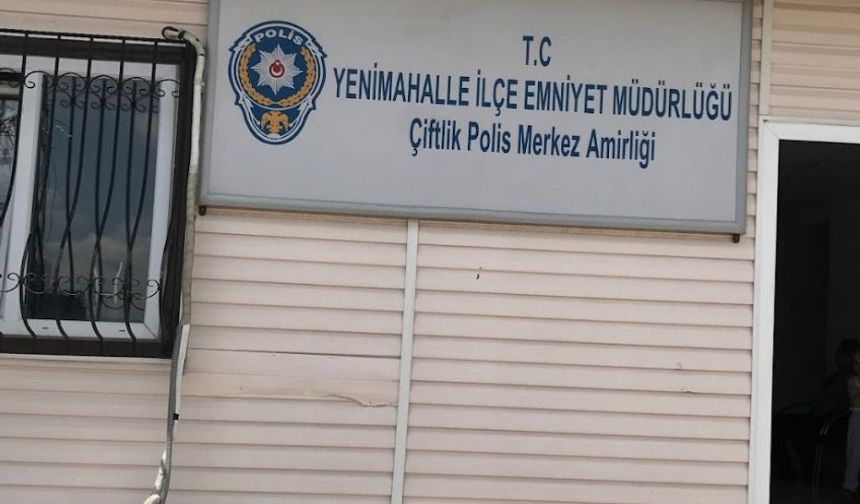 POLİS
T.C
YENİMAHALLE İLÇE EMNİYET MÜDÜRLÜĞÜ
Çiftlik Polis Merkez Amirliği